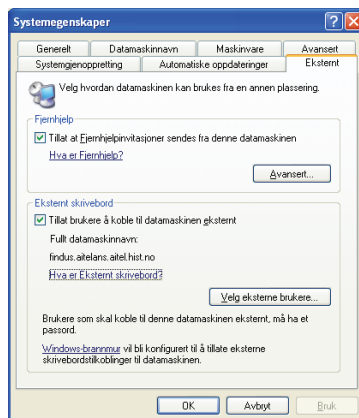 Systemegenskaper
Generelt Datamaskinnavn Maskinvare Avansert
Systemgjenoppretting Automatiske oppdateringer Eksternt
Velg hvordan datamaskinen kan brukes fra en annen plassering.
Fjernhjelp
Tillat at Fjernhjelpinvitasjoner sendes fra denne datamaskinen
Hva er Fjernhjelp?
Avansert...
Eksternt skrivebord
Tillat brukere å koble til datamaskinen eksternt
Fullt datamaskinnavn:
findus.aitelans.aitel.hist.no
Hva er Eksternt skrivebord?
Velg eksterne brukere...
Brukere som skal koble til denne datamaskinen eksternt, må ha et
passord.
Windows-brannmur vil bli konfigurert til å tillate eksterne
skrivebordstilkoblinger til datamaskinen.
OK Avbryt Bruk